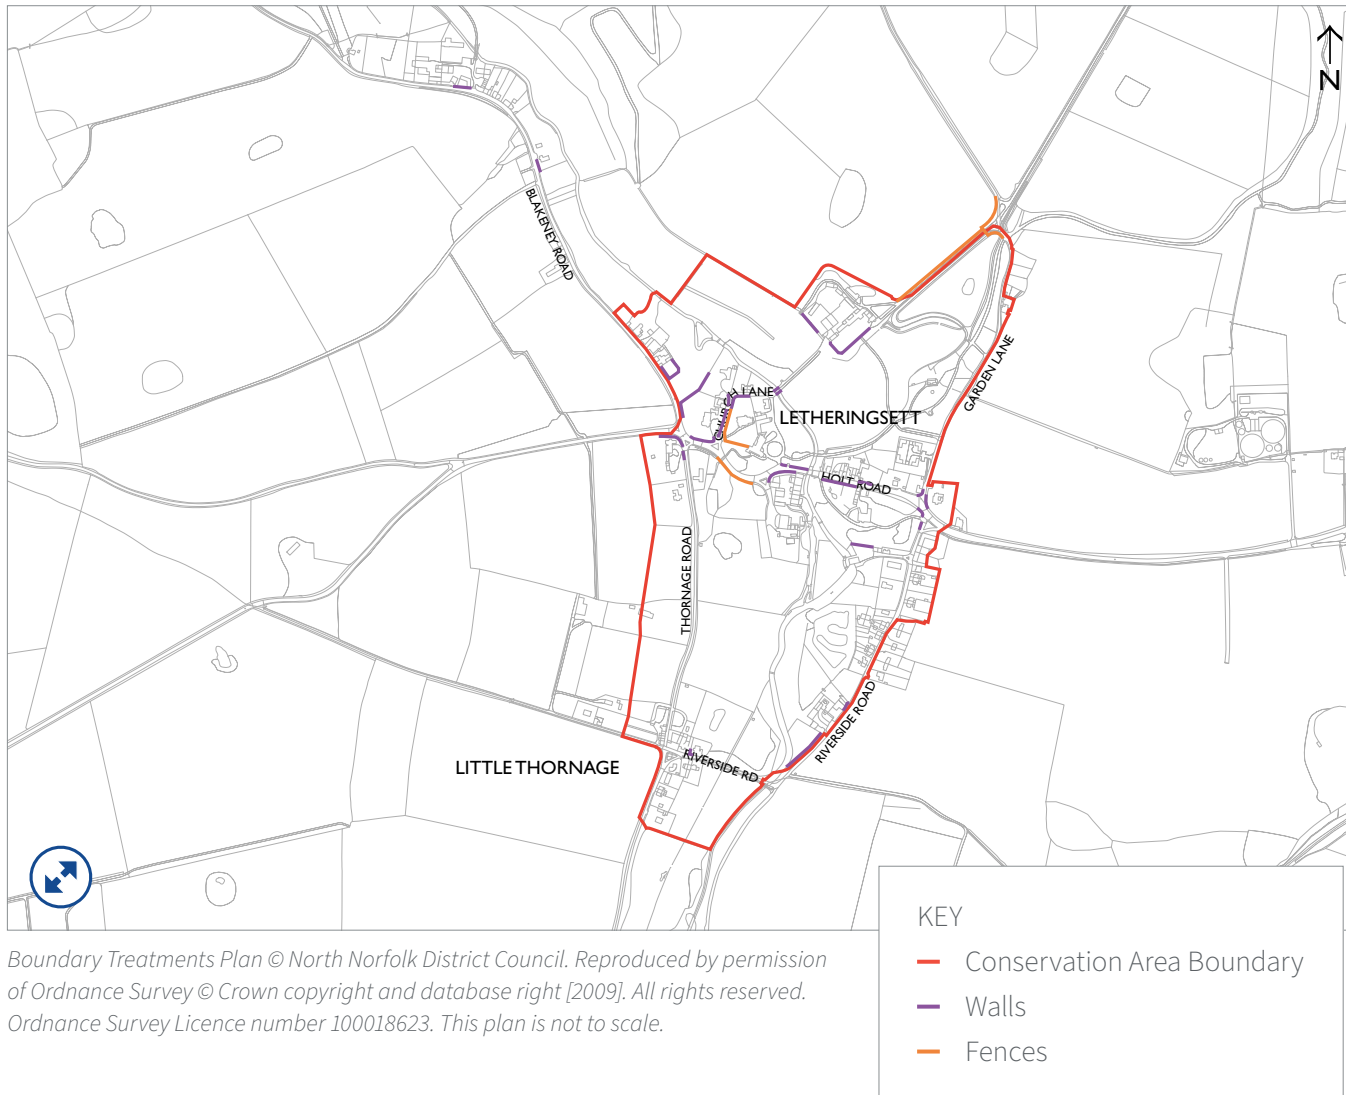 N
BLAKENEY ROAD
GARDEN LANE
CHURCH LANE
LETHERINGSETT
HOLT ROAD
THORNAGE ROAD
RIVERSIDE ROAD
RIVERSIDE RD
LITTLE THORNAGE
KEY
Conservation Area Boundary
Walls
Fences
Boundary Treatments Plan © North Norfolk District Council. Reproduced by permission
of Ordnance Survey © Crown copyright and database right [2009]. All rights reserved.
Ordnance Survey Licence number 100018623. This plan is not to scale.